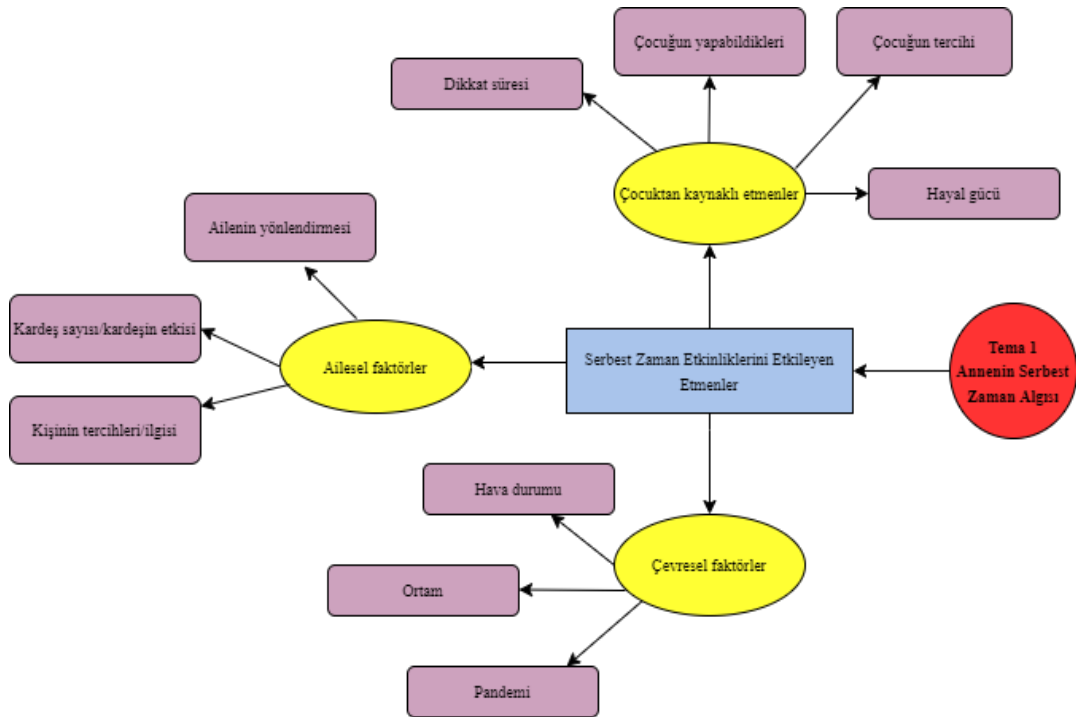 Çocuğun yapabildikleri
Çocuğun tercihi
Dikkat süresi
Çocuktan kaynaklı etmenler
Hayal gücü
Ailenin yönlendirmesi
Kardeş sayısı/kardeşin etkisi
Ailesel faktörler
Serbest Zaman Etkinliklerini Etkileyen
Etmenler
Tema 1
Annenin Serbest
Zaman Algısı
Kişinin tercihleri/ilgisi
Hava durumu
Çevresel faktörler
Ortam
Pandemi